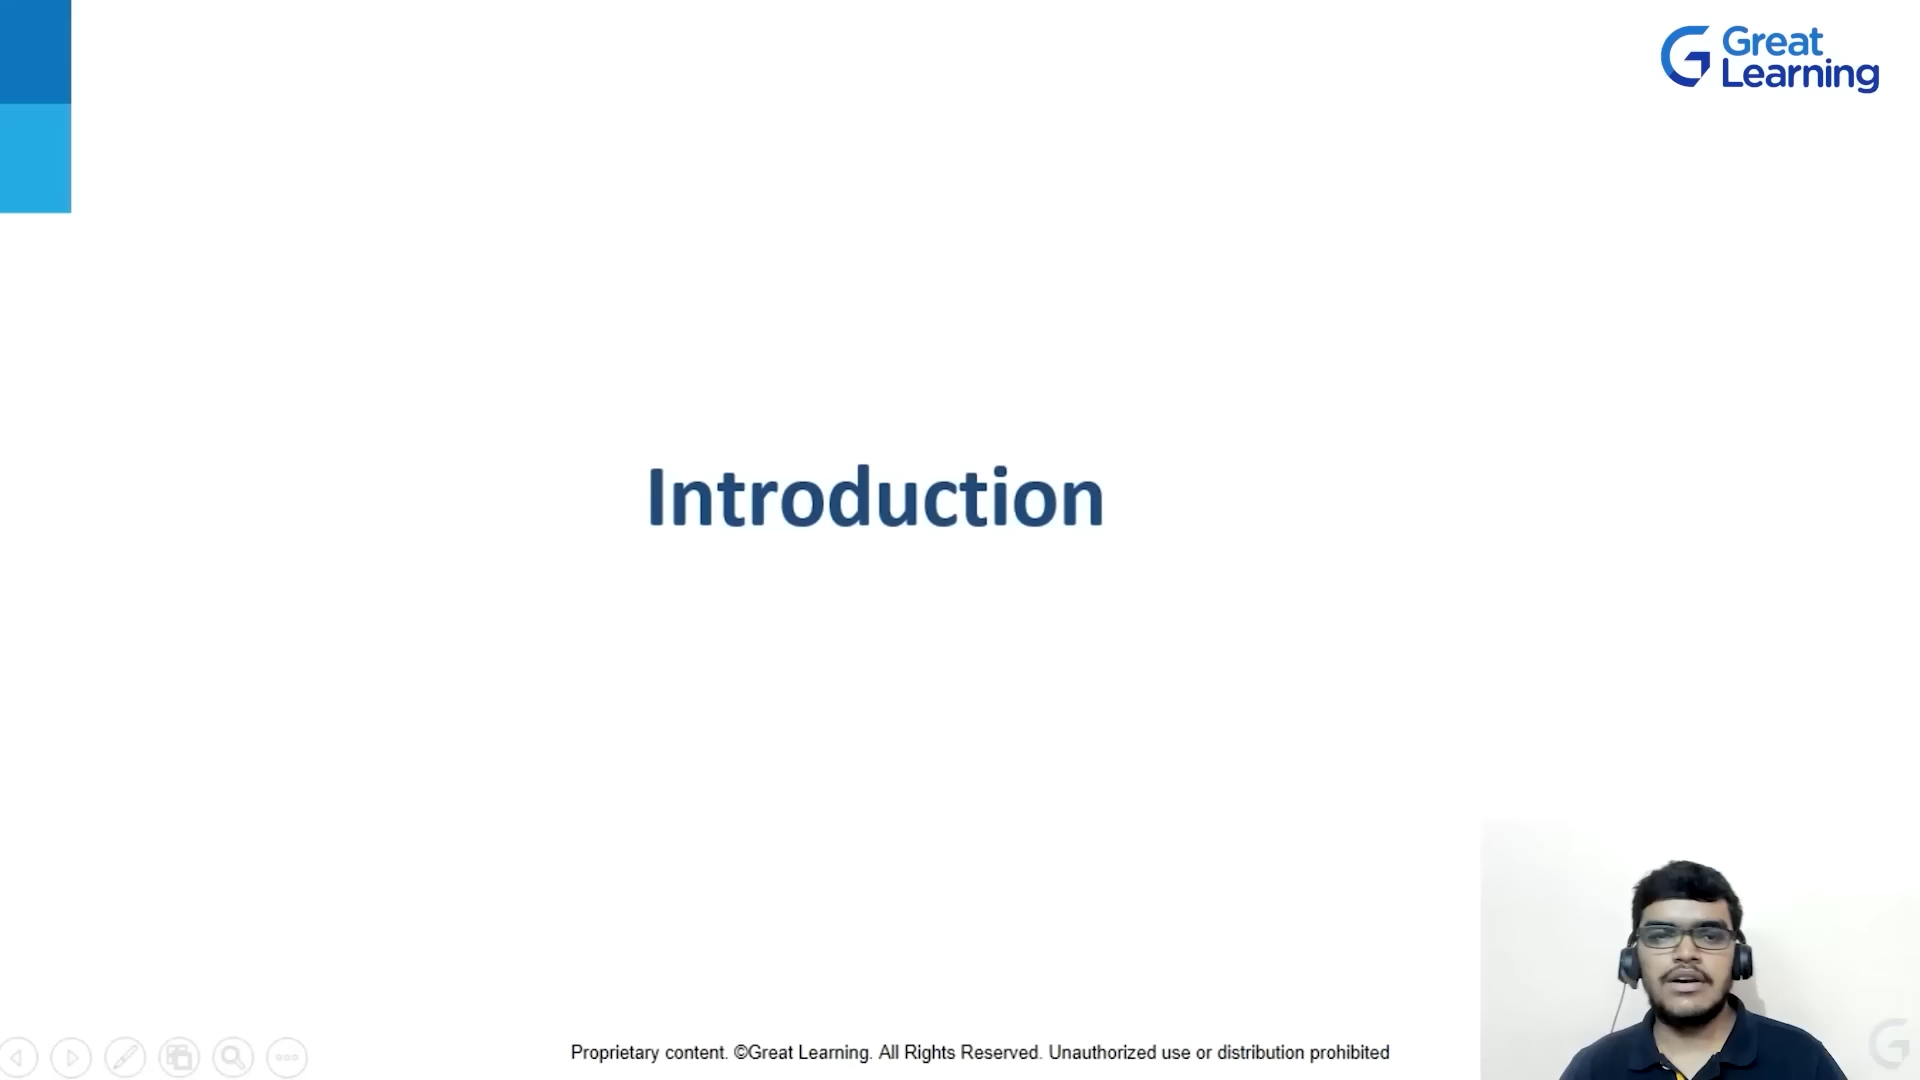 Great
Learning
Introduction
Proprietary content. ©Great Learning. All Rights Reserved. Unauthorized use or distribution prohibited